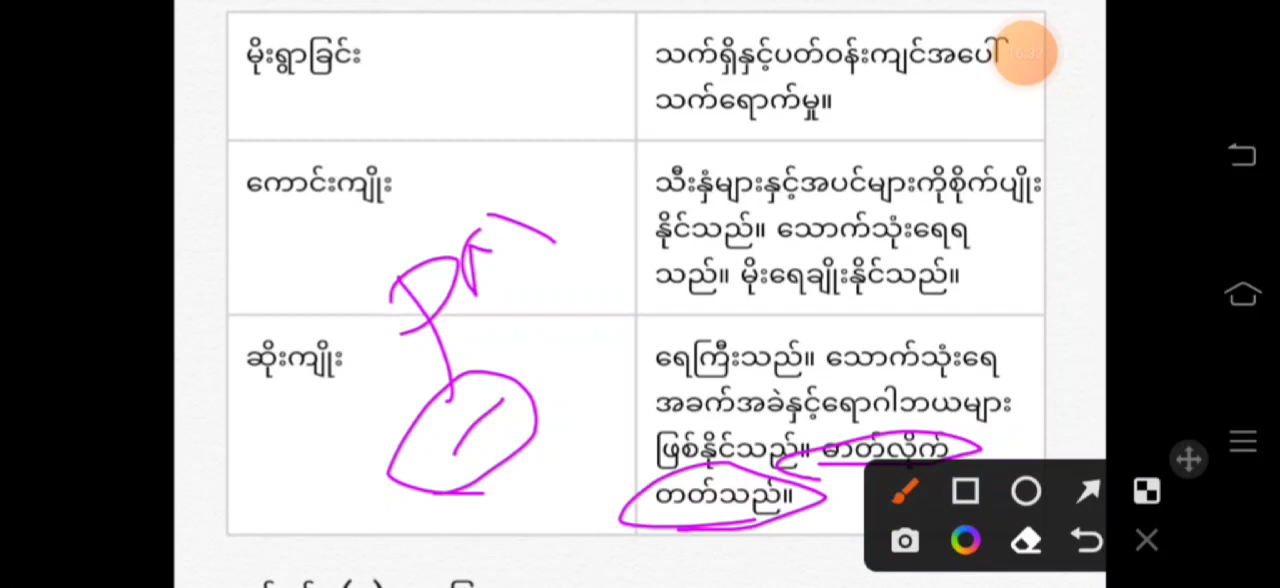 မိုးရွာခြင်း
သက်ရှိနှင့်ပတ်ဝန်းကျင်အပေါ်
သက်ရောက်မှု။
ကောင်းကျိုး
သီးနှံများနှင့်အပင်များကိုစိုက်ပျိုး
နိုင်သည်။ သောက်သုံးရေရ
သည်။ မိုးရေချိုးနိုင်သည်။
ဆိုးကျိုး
ရေကြီးသည်။ သောက်သုံးရေ
အခက်အခဲနှင့်ရောဂါဘယများ
ဖြစ်နိုင်သည်။ ဓာတ်လိုက်
တတ်သည်။